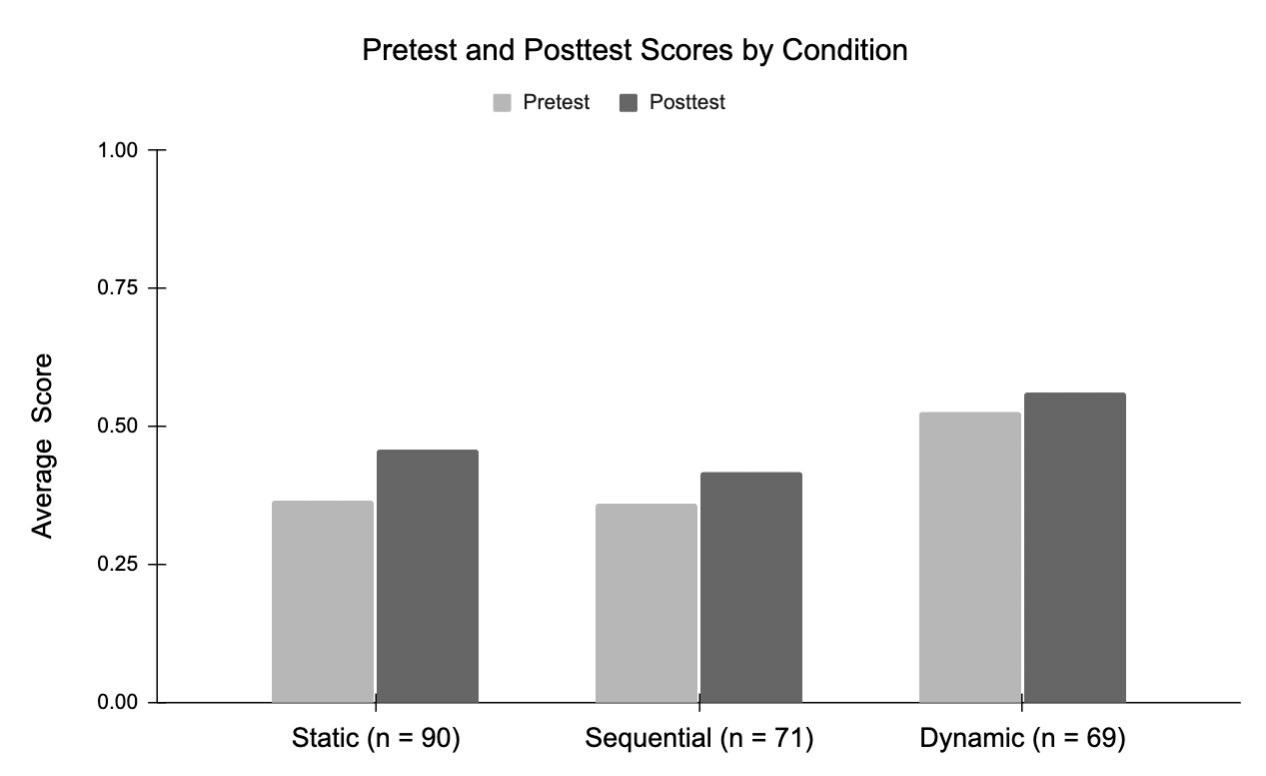 Pretest and Posttest Scores by Condition
Pretest Posttest
1.00
0.75
0.50
0.25
0.00
Average Score
Static (n = 90) Sequential (n = 71) Dynamic (n = 69)